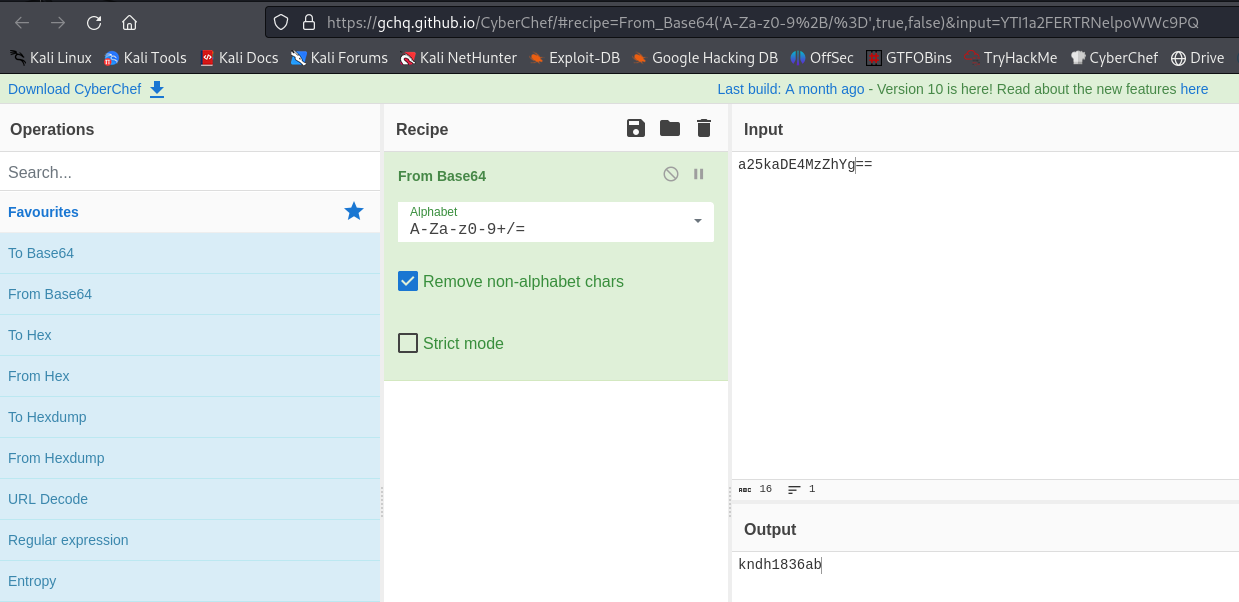 https://gchq.github.io/CyberChef/#recipe=From_Base64('A-Za-z0-9%2B/%3D',true,false)&input=YTI1a2FERTRNelpoWWc9PQ
Kali Linux Kali Tools Kali Docs Kali Forums Kali NetHunter Exploit-DB Google Hacking DB OffSec GTFOBins TryHackMe CyberChef Drive
Download CyberChef Last build: A month ago - Version 10 is here! Read about the new features here
Operations
Search...
Favourites
To Base64
From Base64
To Hex
From Hex
To Hexdump
From Hexdump
URL Decode
Regular expression
Entropy
Recipe
From Base64
Alphabet
A-Za-z0-9+/=
Remove non-alphabet chars
Strict mode
Input
a25kaDE4MzZhYg==
ABC 16 1
Output
kndh1836ab